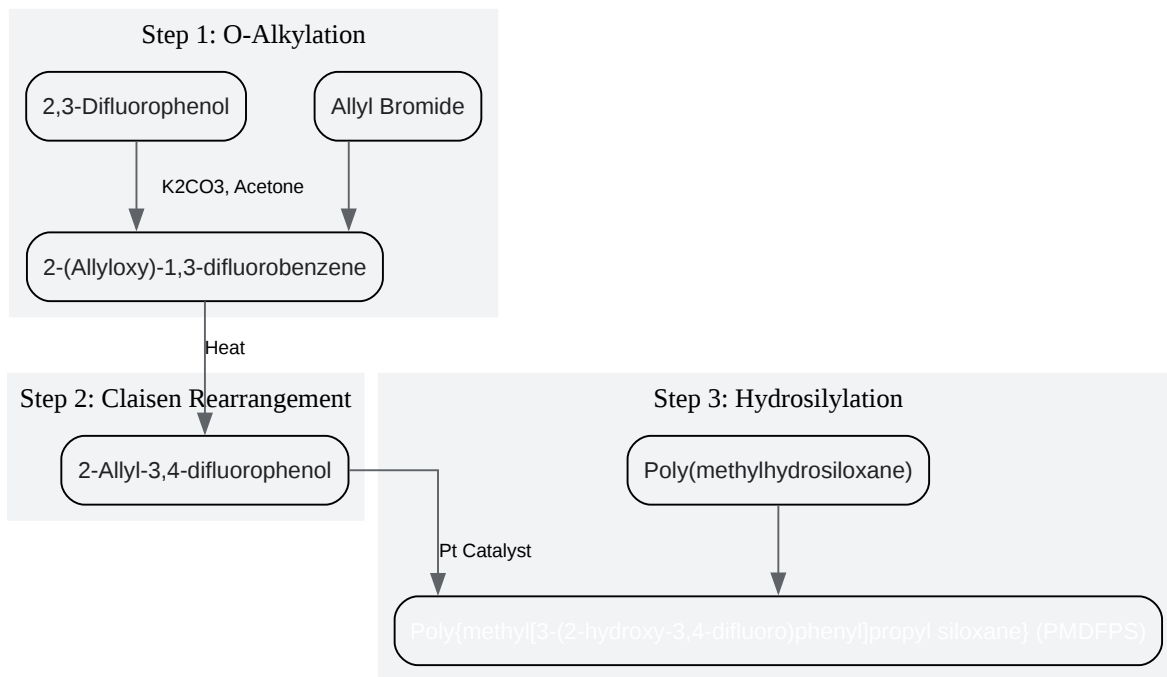 Step 1: O-Alkylation
2,3-Difluorophenol
Allyl Bromide
K2CO3, Acetone
2-(Allyloxy)-1,3-difluorobenzene
Heat
Step 2: Claisen Rearrangement
2-Allyl-3,4-difluorophenol
Step 3: Hydrosilylation
Poly(methylhydrosiloxane)
Pt Catalyst
Poly{methyl[3-(2-hydroxy-3,4-difluoro)phenyl]propyl siloxane} (PMDFPS)